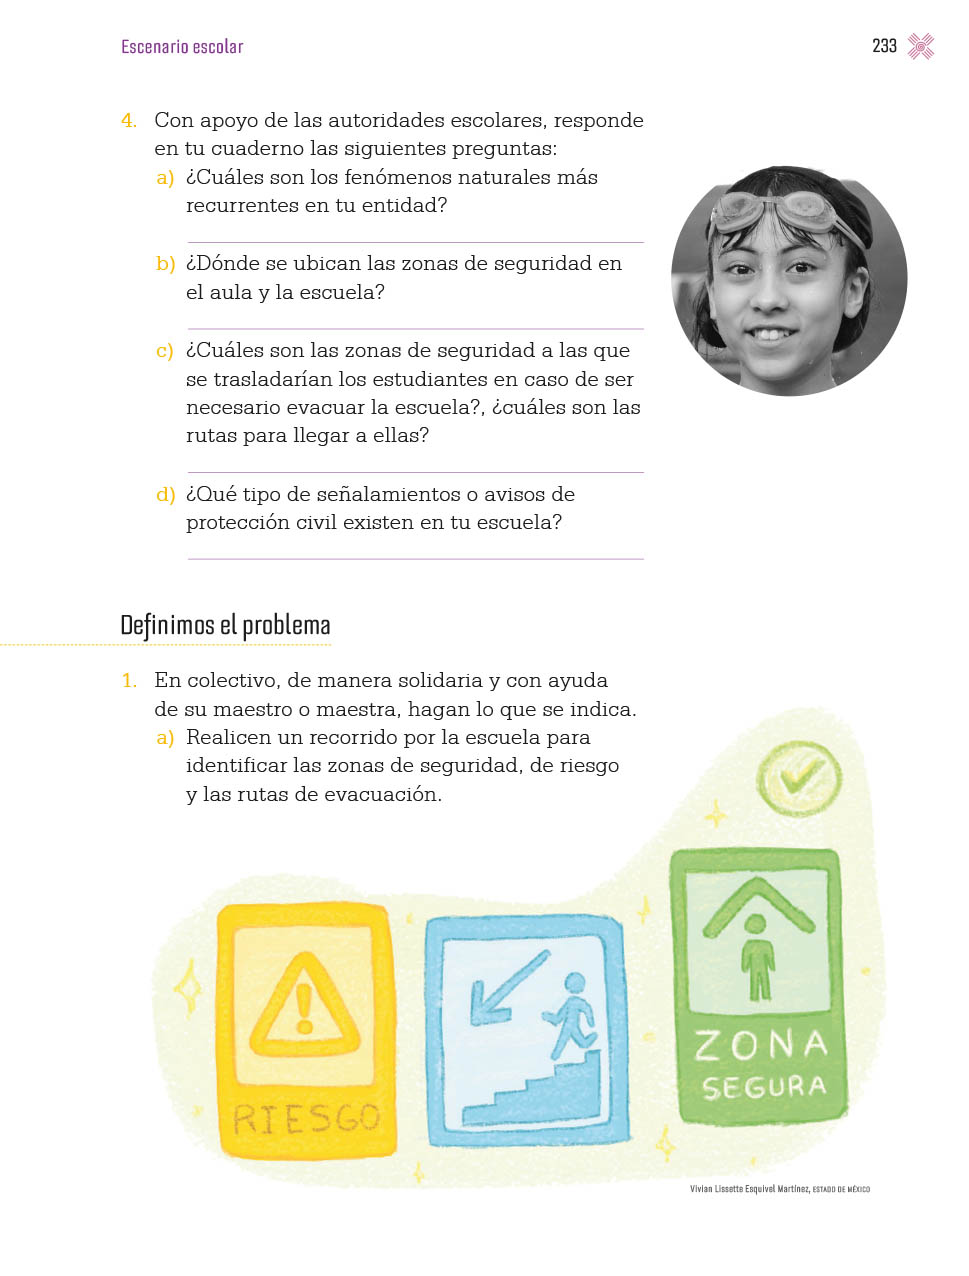 Escenario escolar
233
4. Con apoyo de las autoridades escolares, responde
en tu cuaderno las siguientes preguntas:
a) ¿Cuáles son los fenómenos naturales más
recurrentes en tu entidad?
b) ¿Dónde se ubican las zonas de seguridad en
el aula y la escuela?
c) ¿Cuáles son las zonas de seguridad a las que
se trasladarían los estudiantes en caso de ser
necesario evacuar la escuela?, ¿cuáles son las
rutas para llegar a ellas?
d) ¿Qué tipo de señalamientos o avisos de
protección civil existen en tu escuela?
Definimos el problema
1. En colectivo, de manera solidaria y con ayuda
de su maestro o maestra, hagan lo que se indica.
a) Realicen un recorrido por la escuela para
identificar las zonas de seguridad, de riesgo
y las rutas de evacuación.
RIESGO
ZONA
SEGURA
Vivian Lissette Esquivel Martínez, ESTADO DE MÉXICO